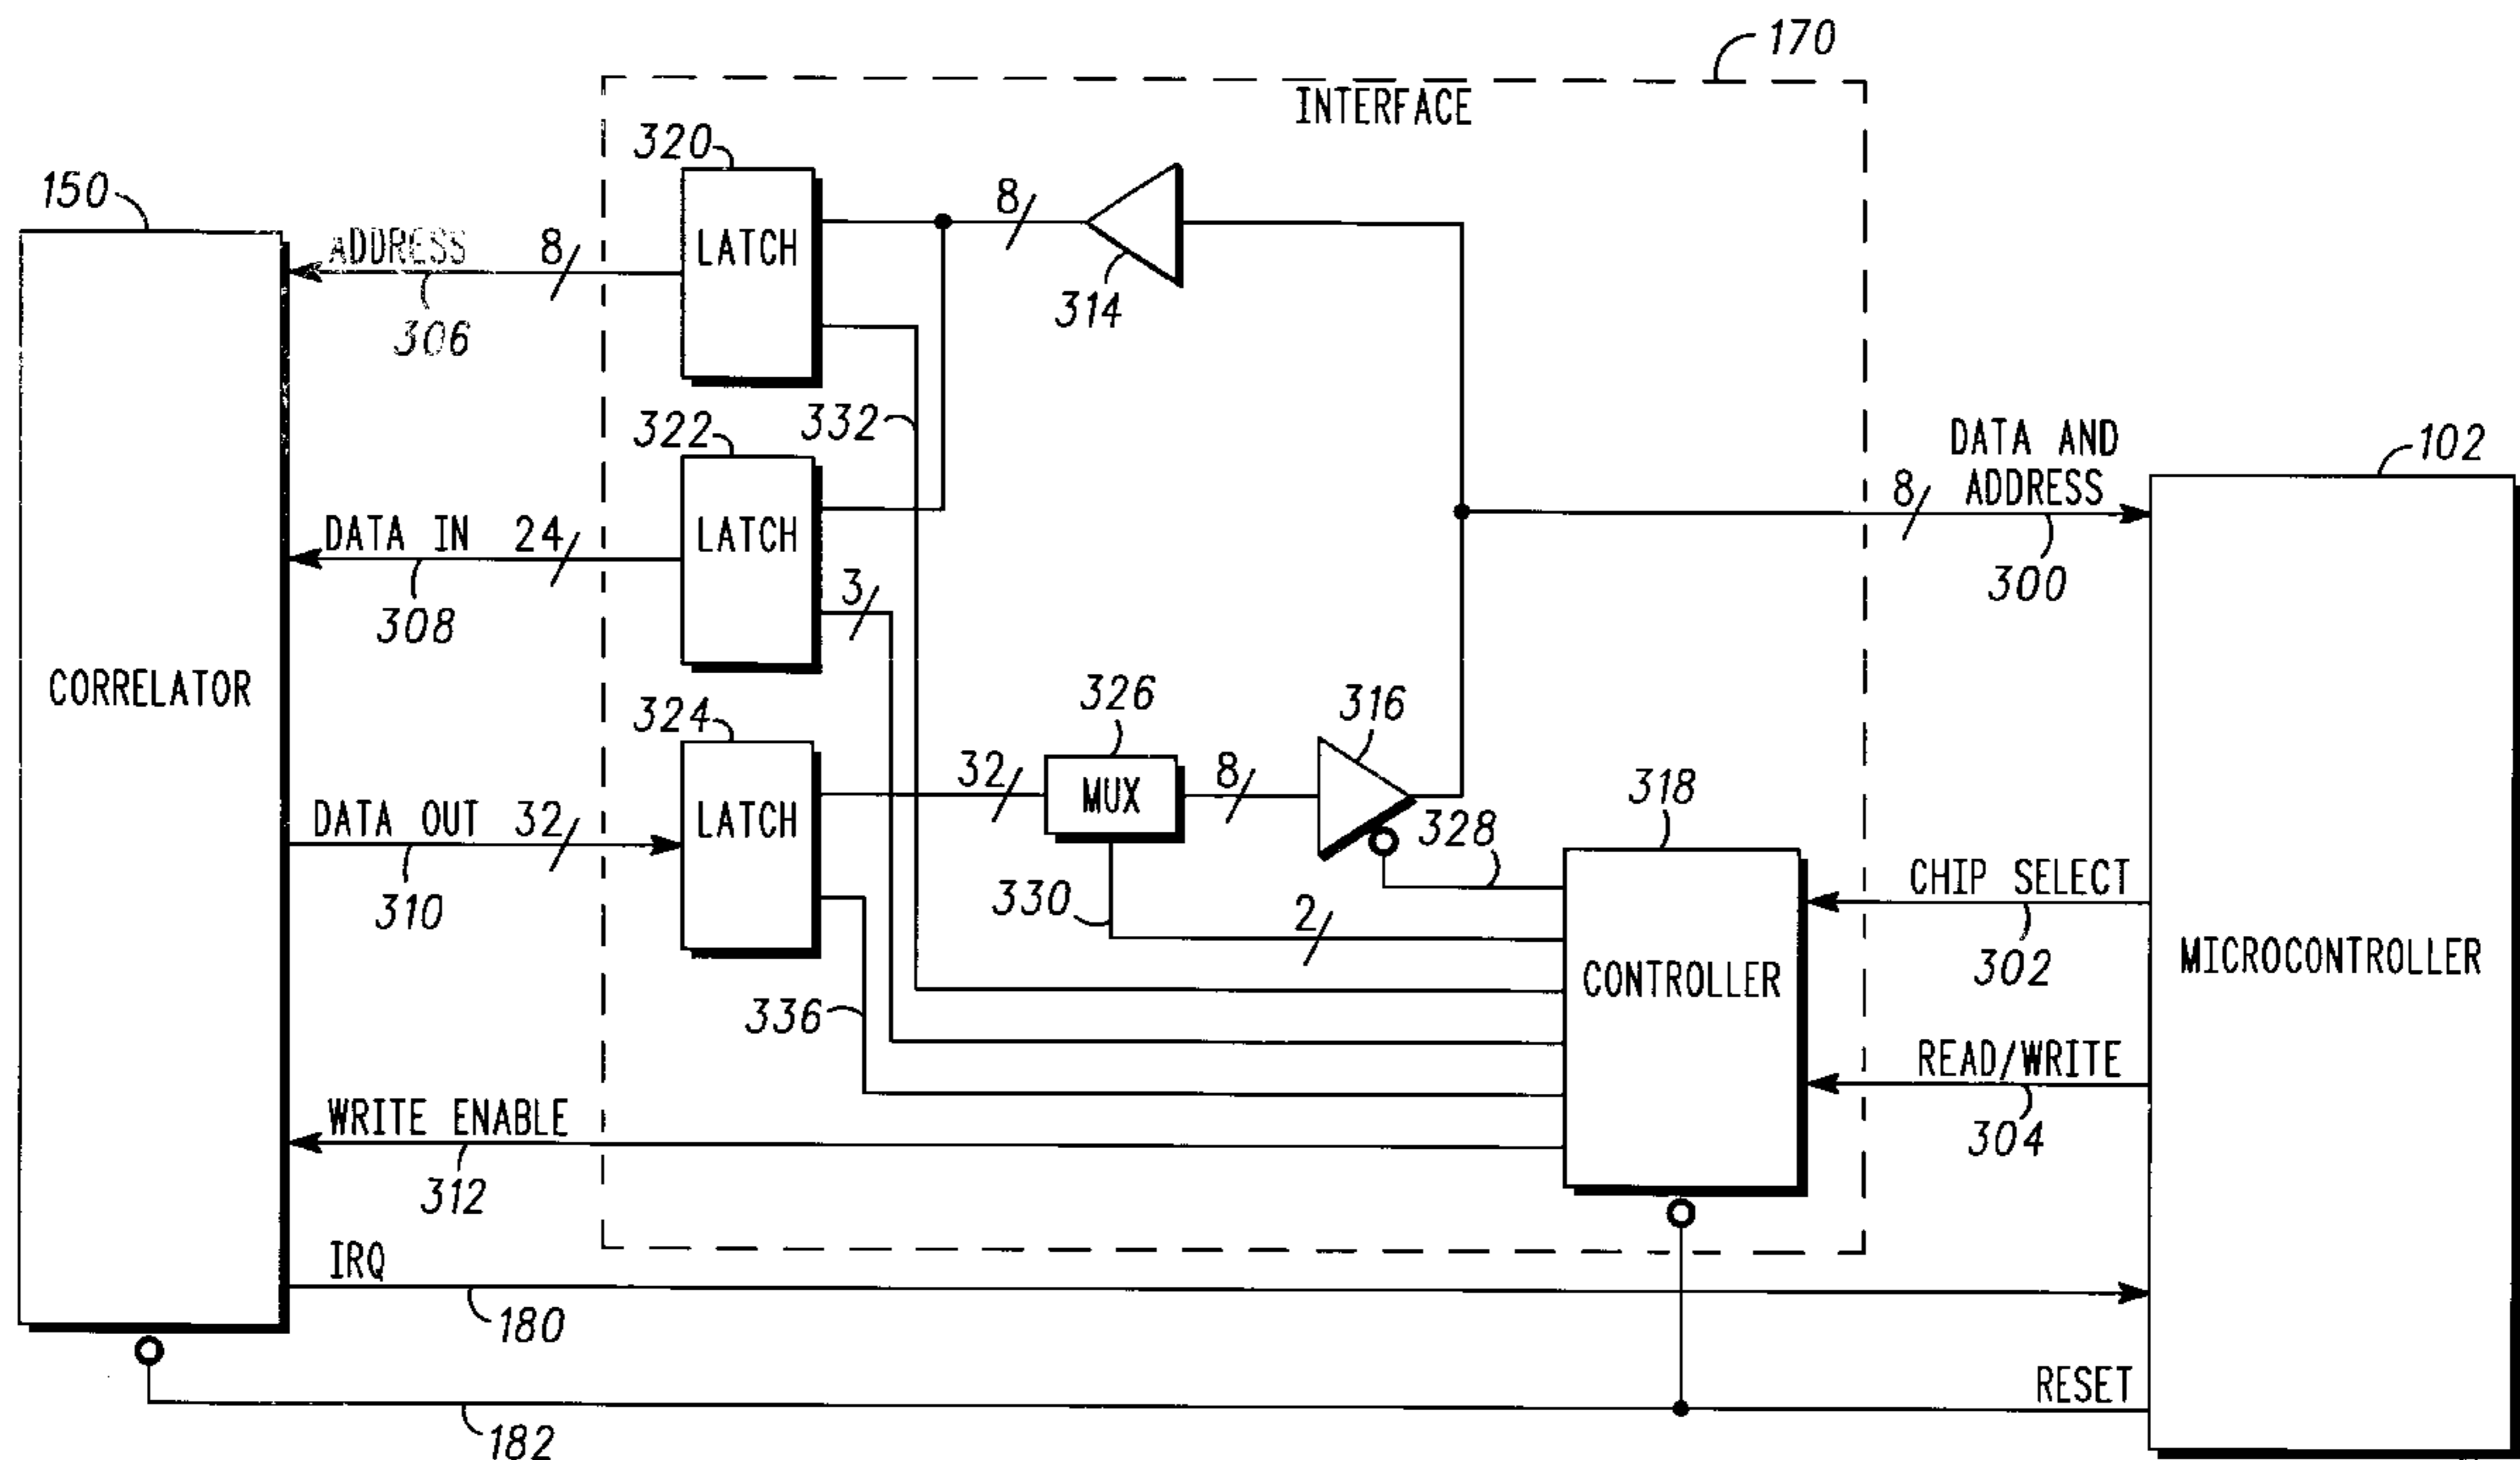 170
INTERFACE
320
8
150
LATCH
ADDRESS
8
314
306
332
322
DATA AND
ADDRESS
8
102
LATCH
DATA IN
24
300
3
308
CORRELATOR
326
316
324
32
MUX
8
318
LATCH
DATA OUT
32
328
CHIP SELECT
330
2
310
302
MICROCONTROLLER
CONTROLLER
336
READ/WRITE
WRITE ENABLE
304
312
IRQ
180
RESET
182